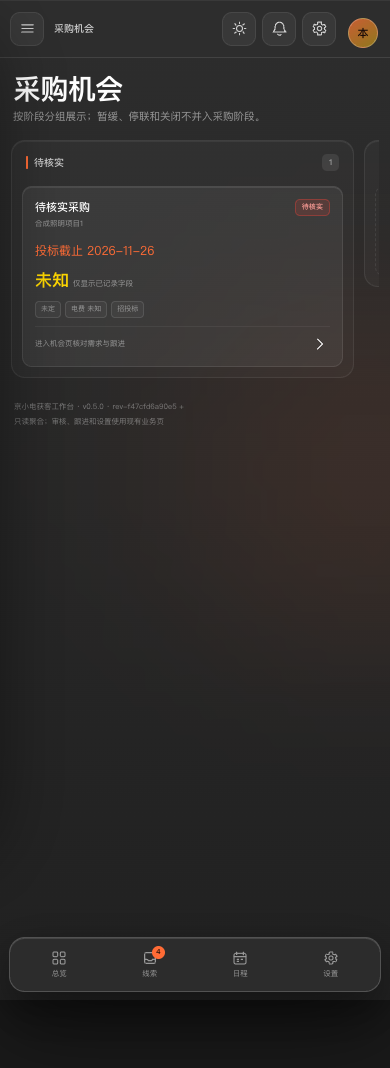 采购机会
本
采购机会
按阶段分组展示；暂缓、停联和关闭不并入采购阶段。
待核实
1
待核实采购
待核实
合成照明项目1
投标截止 2026-11-26
未知 仅显示已记录字段
未定 电费 未知 招投标
进入机会页核对需求与跟进
京小电获客工作台 · v0.5.0 · rev-f47cfd6a90e5 +
只读聚合；审核、跟进和设置使用现有业务页
4
总览 线索 日程 设置